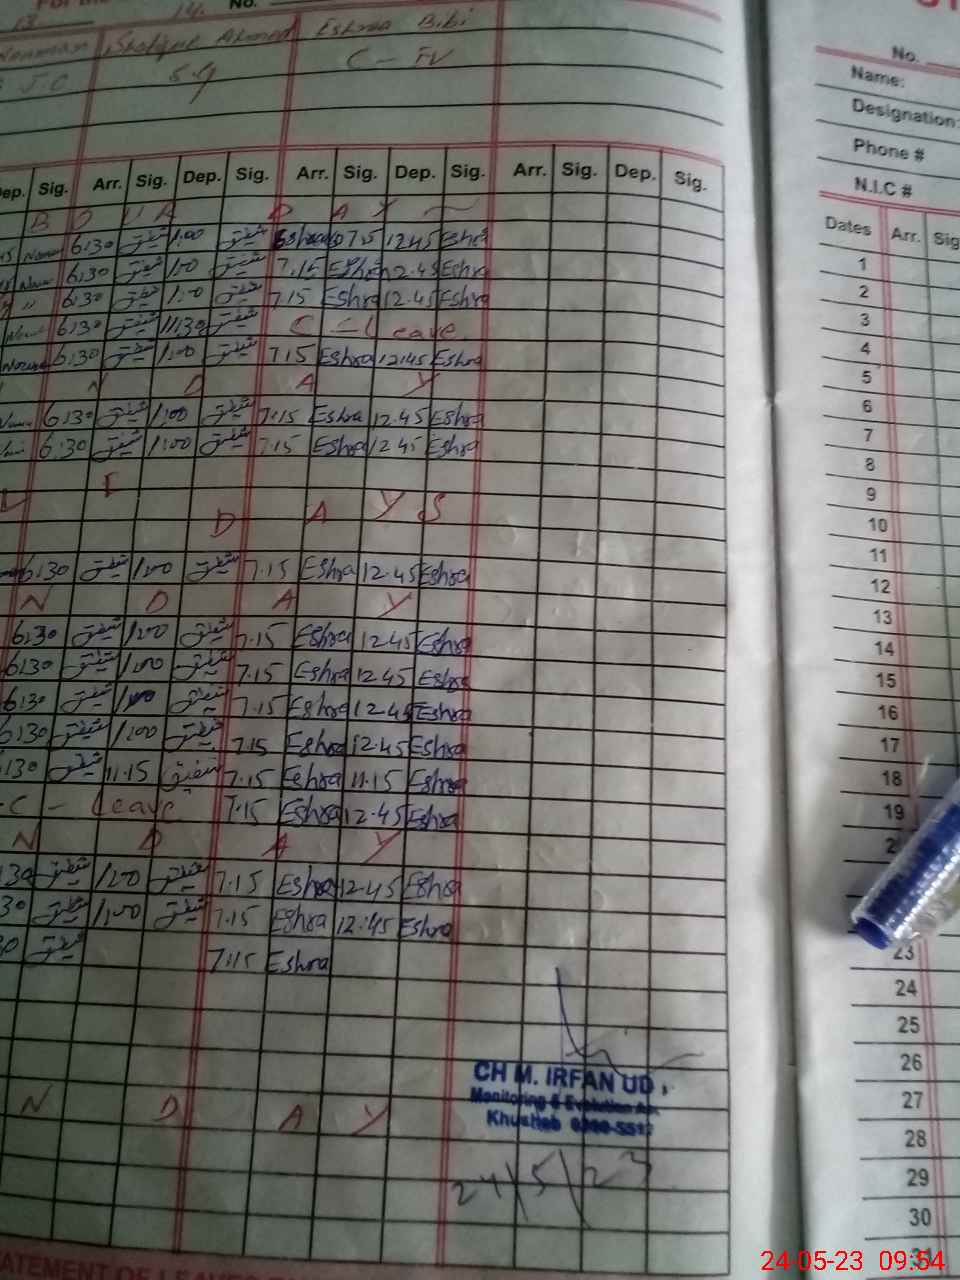 No.
13. 14.
Nouman Shafique Ahmed Eshraa Bibi
J.C S.G C - IV
Dep. Sig. Arr. Sig. Dep. Sig. Arr. Sig. Dep. Sig. Arr. Sig. Dep. Sig.
B O U R D A Y
6:30 شفیق 1:00 شفیق Eshraa 7.15 12.45 Eshra
6:30 شفیق 1:00 شفیق 7.15 Eshra 12.45 Eshra
" 6:30 شفیق 1:00 شفیق 7.15 Eshra 12.45 Eshra
6:30 شفیق 11:30 شفیق C - Leave.
6:30 شفیق 1:00 شفیق 7.15 Eshra 12.45 Eshra
N D A Y
6:30 شفیق 1:00 شفیق 7.15 Eshra 12.45 Eshra
6:30 شفیق 1:00 شفیق 7.15 Eshra 12.45 Eshra
D A Y S
6:30 شفیق 1:00 شفیق 7.15 Eshra 12.45 Eshra
N D A Y
6:30 شفیق 1:00 شفیق 7.15 Eshra 12.45 Eshra
6:30 شفیق 1:00 شفیق 7.15 Eshra 12.45 Eshra
6:30 شفیق 1:00 شفیق 7.15 Eshra 12.45 Eshra
6:30 شفیق 1:00 شفیق 7.15 Eshra 12.45 Eshra
:30 شفیق 11.15 شفیق 7.15 Eshra 11.15 Eshra
C - Leave 7.15 Eshra 12.45 Eshra
N D A Y
:30 شفیق 1:00 شفیق 7.15 Eshra 12.45 Eshra
30 شفیق 1:00 شفیق 7.15 Eshra 12.45 Eshra
شفیق 7.15 Eshra
CH M. IRFAN UD
Monitoring & Evolution
Khushab
N D A Y
24/5/23
No.
Name:
Designation:
Phone #
N.I.C #
Dates Arr. Sig
1
2
3
4
5
6
7
8
9
10
11
12
13
14
15
16
17
18
19
23
24
25
26
27
28
29
30
31
24-05-23 09:54